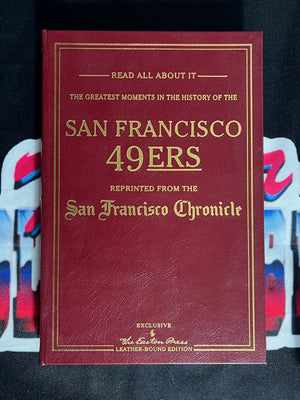 READ ALL ABOUT IT
THE GREATEST MOMENTS IN THE HISTORY OF THE
SAN FRANCISCO
49ERS
REPRINTED FROM THE
San Francisco Chronicle
EXCLUSIVE
The Easton Press
LEATHER-BOUND EDITION